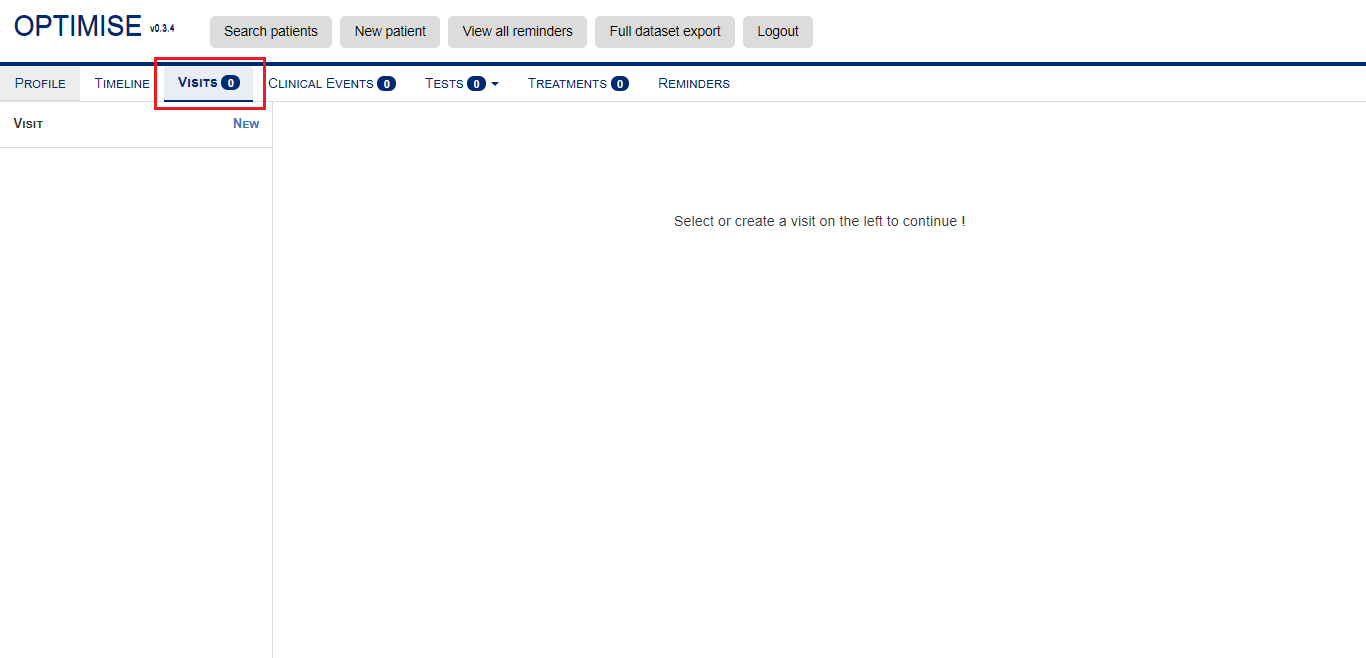 OPTIMISE v0.3.4 Search patients New patient View all reminders Full dataset export Logout
PROFILE TIMELINE VISITS 0 CLINICAL EVENTS 0 TESTS 0 TREATMENTS 0 REMINDERS
VISIT NEW
Select or create a visit on the left to continue !